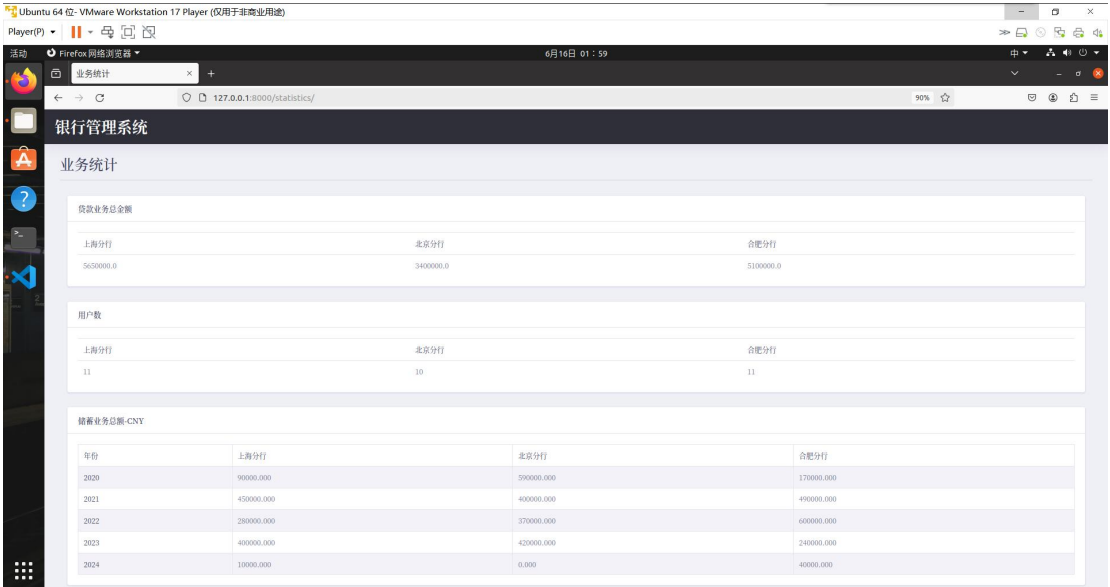 Ubuntu 64 位- VMware Workstation 17 Player (仅用于非商业用途)
Player(P)
活动 Firefox 网络浏览器 6月16日 01：59 中
业务统计
127.0.0.1:8000/statistics/ 90%
银行管理系统
业务统计
贷款业务总金额
上海分行 北京分行 合肥分行
5650000.0 3400000.0 5100000.0
用户数
上海分行 北京分行 合肥分行
11 10 11
储蓄业务总额-CNY
年份 上海分行 北京分行 合肥分行
2020 90000.000 590000.000 170000.000
2021 450000.000 400000.000 490000.000
2022 280000.000 370000.000 600000.000
2023 400000.000 420000.000 240000.000
2024 10000.000 0.000 40000.000